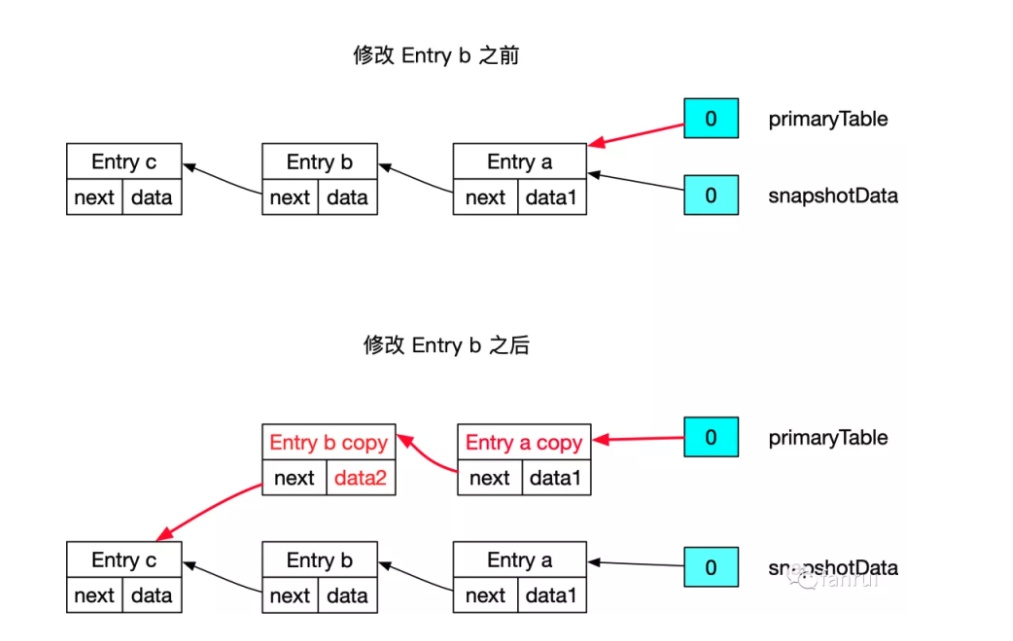 修改 Entry b 之前
0 primaryTable
Entry c Entry b Entry a
next data next data next data1
0 snapshotData
修改 Entry b 之后
Entry b copy Entry a copy 0 primaryTable
next data2 next data1
Entry c Entry b Entry a 0 snapshotData
next data next data next data1
fanrui